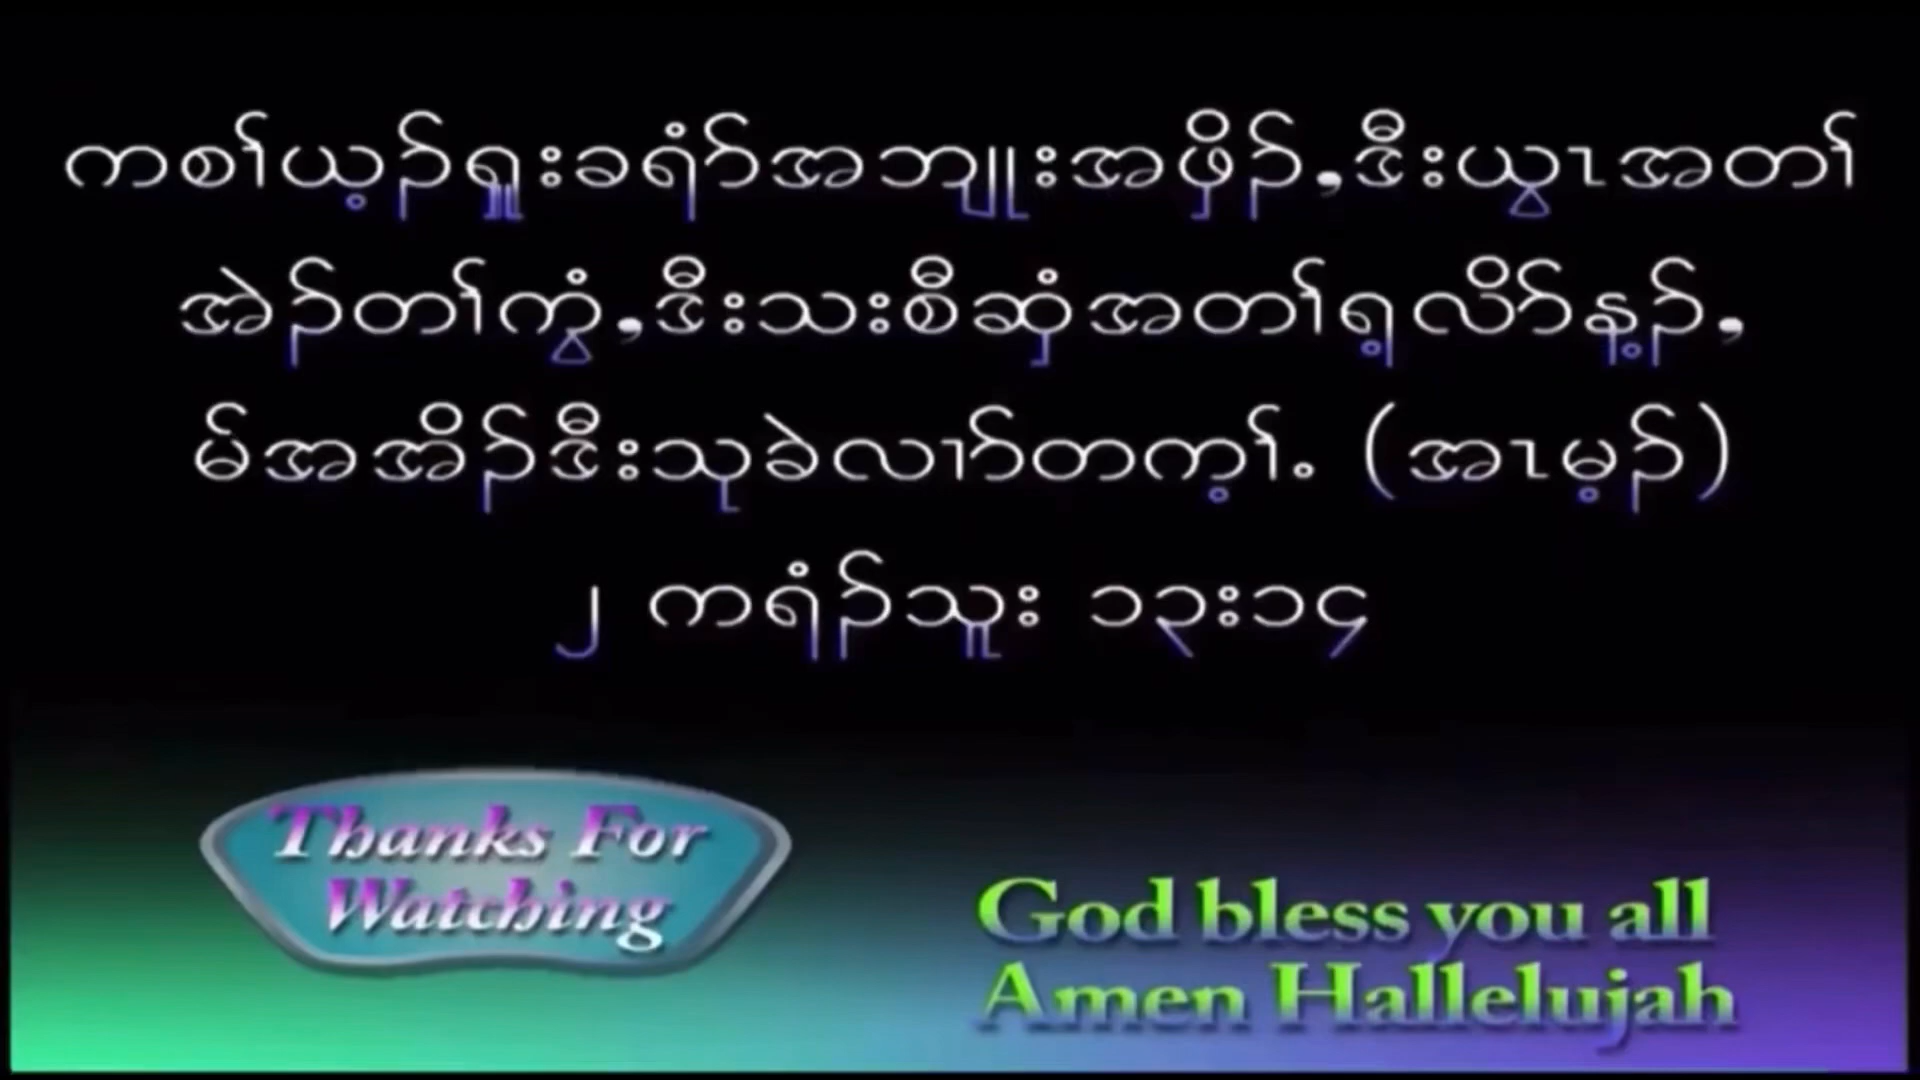 ကစၢ်ယ့ၣ်ရှူးခရံာ်အဘျုးအဖှိၣ်,ဒီးယွၤအတၢ်
အဲၣ်တၢ်ကွံ,ဒီးသးစီဆှံအတၢ်ရ့လိာ်န့ၣ်,
မ်အအိၣ်ဒီးသုခဲလၢာ်တက့ၢ်. (အၤမ့ၣ်)
၂ ကရံၣ်သူး ၁၃း၁၄
Thanks For
Watching
God bless you all
Amen Hallelujah